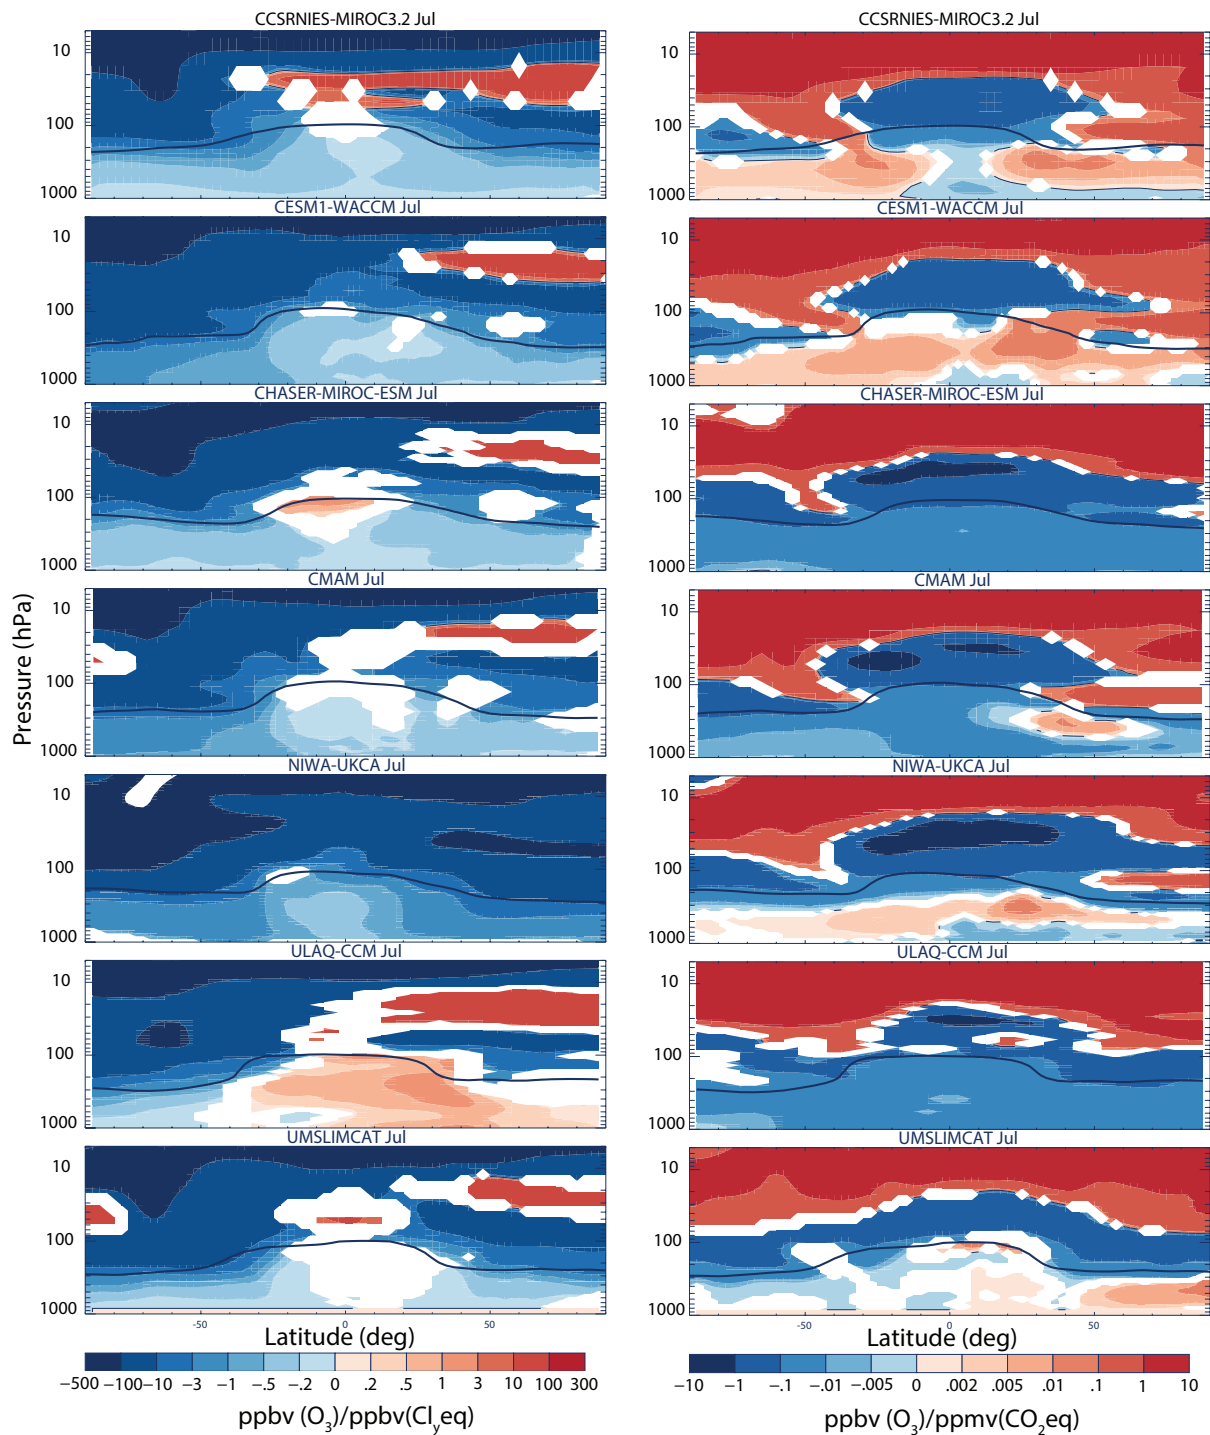 CCSRNIES-MIROC3.2 Jul
CCSRNIES-MIROC3.2 Jul
10
100
1000
10
100
1000
CESM1-WACCM Jul
CESM1-WACCM Jul
10
100
1000
10
100
1000
CHASER-MIROC-ESM Jul
CHASER-MIROC-ESM Jul
10
100
1000
10
100
1000
CMAM Jul
CMAM Jul
10
100
1000
10
100
1000
Pressure (hPa)
NIWA-UKCA Jul
NIWA-UKCA Jul
10
100
1000
10
100
1000
ULAQ-CCM Jul
ULAQ-CCM Jul
10
100
1000
10
100
1000
UMSLIMCAT Jul
UMSLIMCAT Jul
10
100
1000
10
100
1000
-50 0 50
-50 0 50
Latitude (deg)
Latitude (deg)
−500 −100 −10 −3 −1 −.5 −.2 0 .2 .5 1 3 10 100 300
−10 −1 −.1 −.01 −.005 0 .002 .005 .01 .1 1 10
ppbv (O₃)/ppbv(Clᵧeq)
ppbv (O₃)/ppmv(CO₂eq)